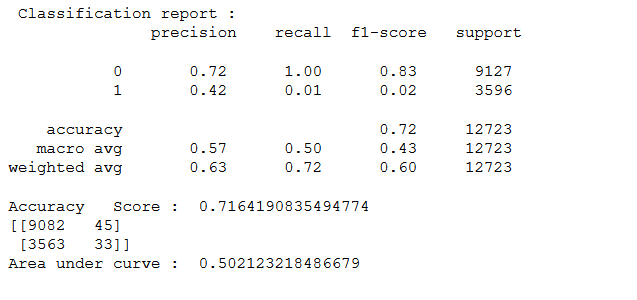 Classification report :
precision recall f1-score support
0 0.72 1.00 0.83 9127
1 0.42 0.01 0.02 3596
accuracy 0.72 12723
macro avg 0.57 0.50 0.43 12723
weighted avg 0.63 0.72 0.60 12723
Accuracy Score : 0.7164190835494774
[[9082 45]
[3563 33]]
Area under curve : 0.502123218486679